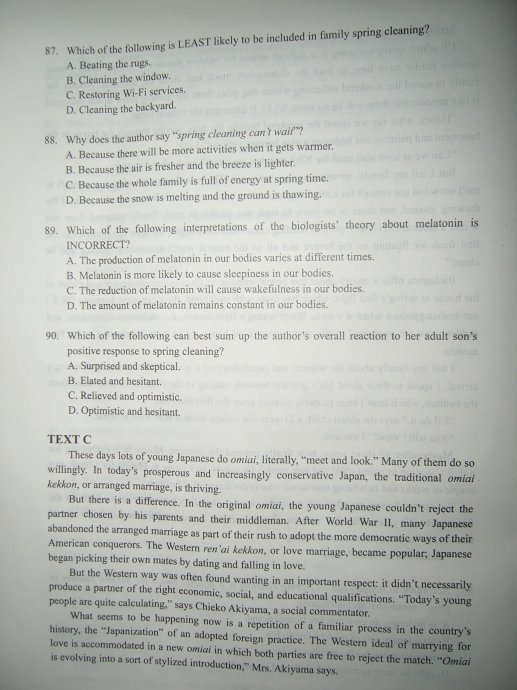 87. Which of the following is LEAST likely to be included in family spring cleaning?
A. Beating the rugs.
B. Cleaning the window.
C. Restoring Wi-Fi services.
D. Cleaning the backyard.
88. Why does the author say “spring cleaning can’t wait”?
A. Because there will be more activities when it gets warmer.
B. Because the air is fresher and the breeze is lighter.
C. Because the whole family is full of energy at spring time.
D. Because the snow is melting and the ground is thawing.
89. Which of the following interpretations of the biologists’ theory about melatonin is
INCORRECT?
A. The production of melatonin in our bodies varies at different times.
B. Melatonin is more likely to cause sleepiness in our bodies.
C. The reduction of melatonin will cause wakefulness in our bodies.
D. The amount of melatonin remains constant in our bodies.
90. Which of the following can best sum up the author’s overall reaction to her adult son’s
positive response to spring cleaning?
A. Surprised and skeptical.
B. Elated and hesitant.
C. Relieved and optimistic.
D. Optimistic and hesitant.
TEXT C
These days lots of young Japanese do omiai, literally, “meet and look.” Many of them do so
willingly. In today’s prosperous and increasingly conservative Japan, the traditional omiai
kekkon, or arranged marriage, is thriving.
But there is a difference. In the original omiai, the young Japanese couldn’t reject the
partner chosen by his parents and their middleman. After World War II, many Japanese
abandoned the arranged marriage as part of their rush to adopt the more democratic ways of their
American conquerors. The Western ren’ai kekkon, or love marriage, became popular; Japanese
began picking their own mates by dating and falling in love.
But the Western way was often found wanting in an important respect: it didn’t necessarily
produce a partner of the right economic, social, and educational qualifications. “Today’s young
people are quite calculating,” says Chieko Akiyama, a social commentator.
What seems to be happening now is a repetition of a familiar process in the country’s
history, the “Japanization” of an adopted foreign practice. The Western ideal of marrying for
love is accommodated in a new omiai in which both parties are free to reject the match. “Omiai
is evolving into a sort of stylized introduction,” Mrs. Akiyama says.